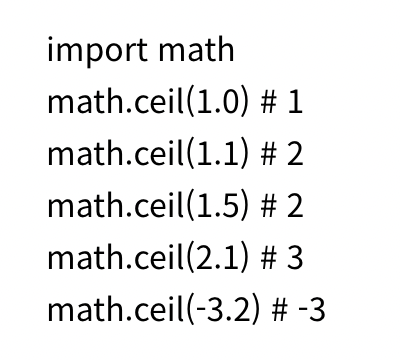 import math
math.ceil(1.0) # 1
math.ceil(1.1) # 2
math.ceil(1.5) # 2
math.ceil(2.1) # 3
math.ceil(-3.2) # -3